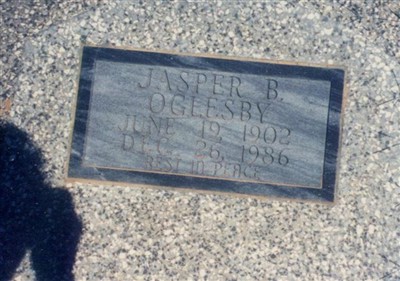 JASPER B.
OGLESBY
JUNE 19, 1902
DEC. 26, 1986
REST IN PEACE